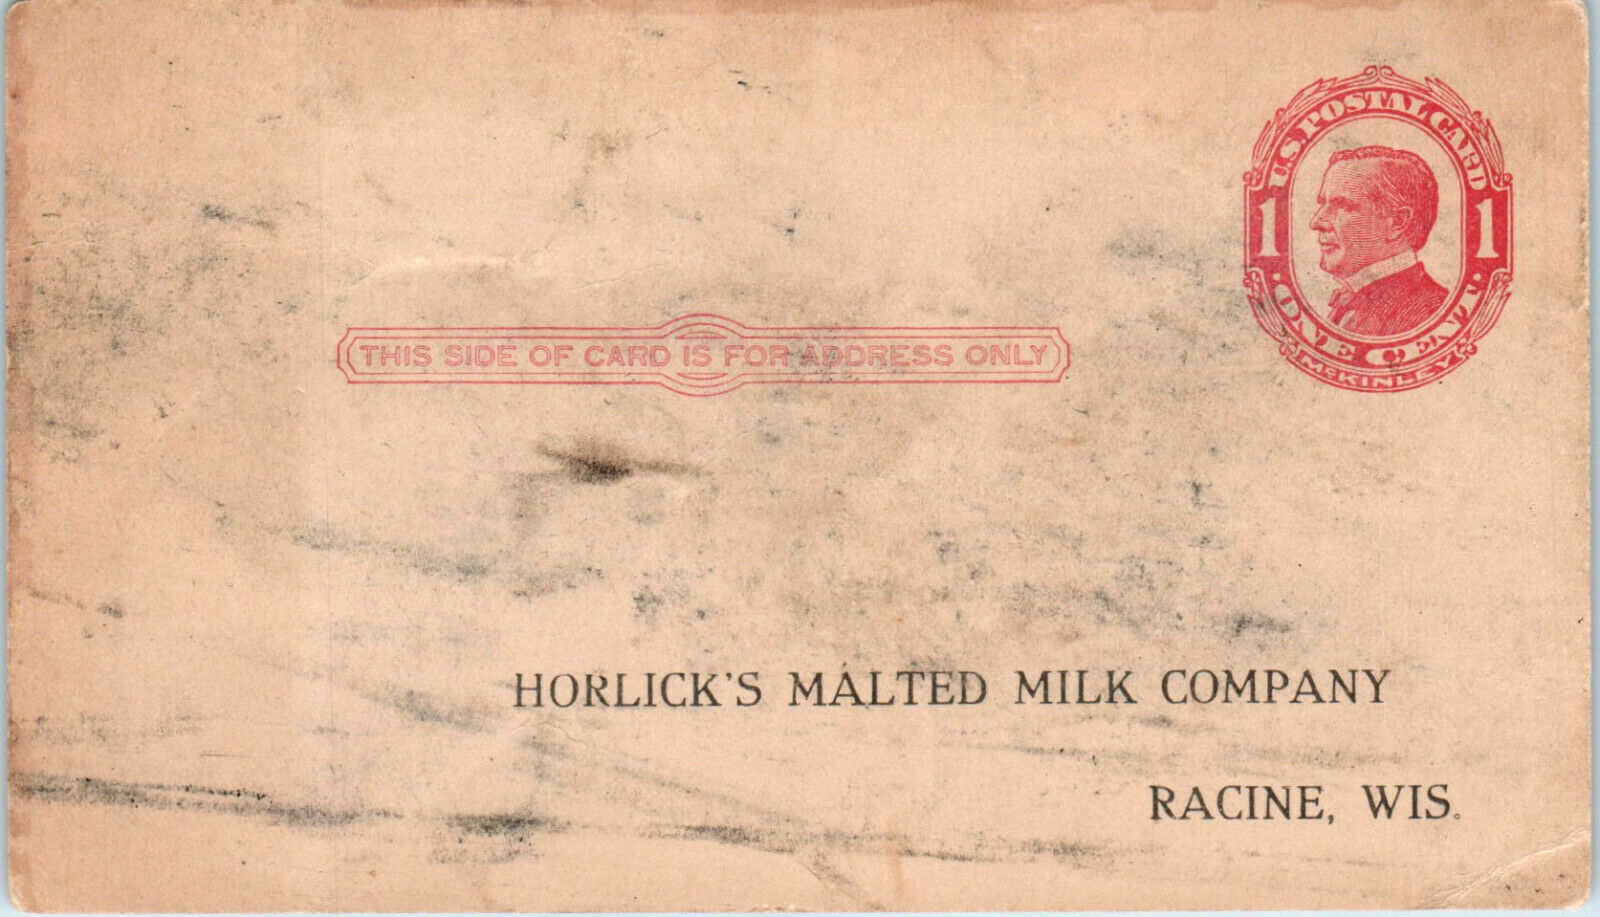 U.S. POSTAL CARD
1 1
· ONE CENT ·
McKINLEY
THIS SIDE OF CARD IS FOR ADDRESS ONLY
HORLICK'S MALTED MILK COMPANY
RACINE, WIS.